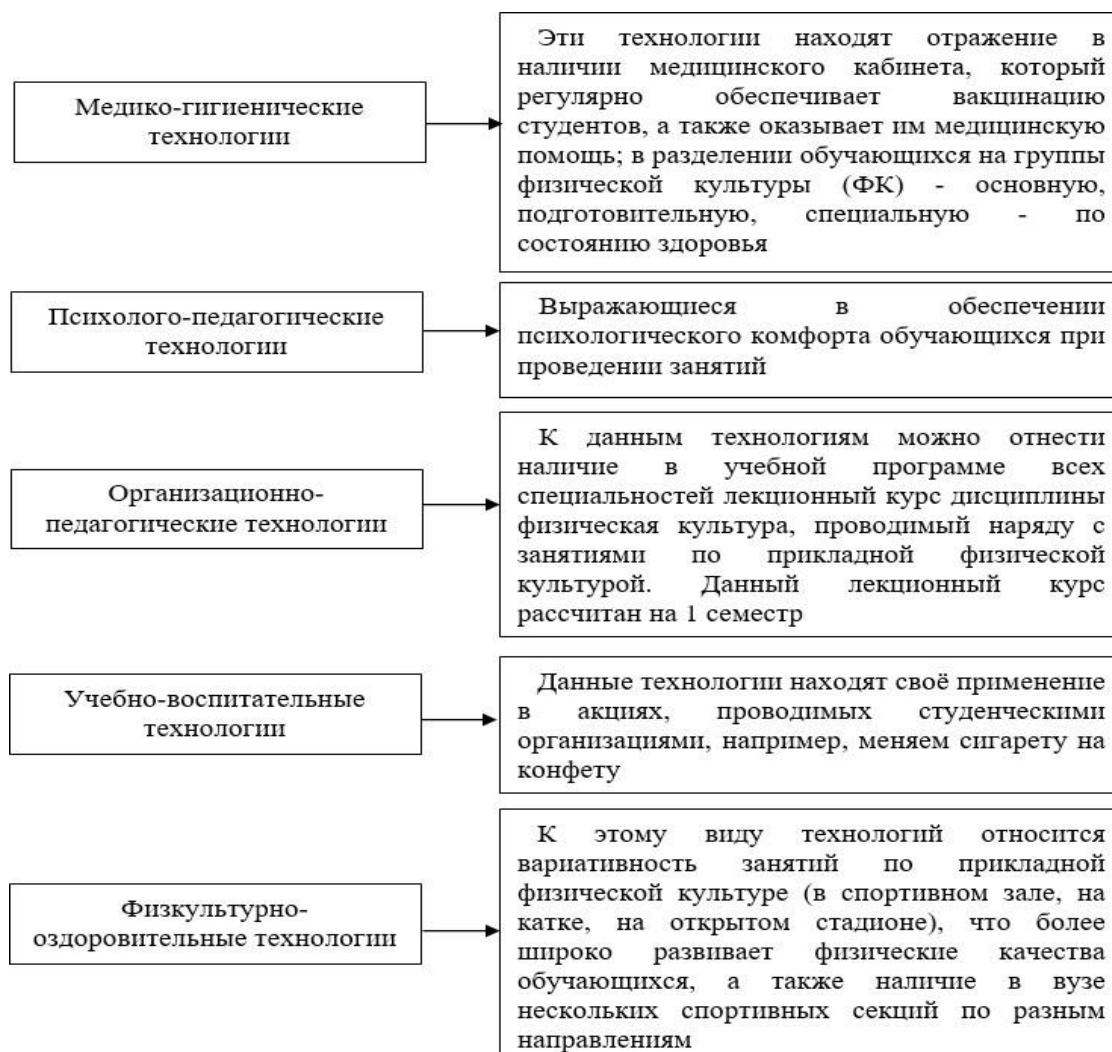 Медико-гигиенические
технологии
Эти технологии находят отражение в
наличии медицинского кабинета, который
регулярно обеспечивает вакцинацию
студентов, а также оказывает им медицинскую
помощь; в разделении обучающихся на группы
физической культуры (ФК) - основную,
подготовительную, специальную - по
состоянию здоровья
Психолого-педагогические
технологии
Выражающиеся в обеспечении
психологического комфорта обучающихся при
проведении занятий
Организационно-
педагогические технологии
К данным технологиям можно отнести
наличие в учебной программе всех
специальностей лекционный курс дисциплины
физическая культура, проводимый наряду с
занятиями по прикладной физической
культурой. Данный лекционный курс
рассчитан на 1 семестр
Учебно-воспитательные
технологии
Данные технологии находят своё применение
в акциях, проводимых студенческими
организациями, например, меняем сигарету на
конфету
Физкультурно-
оздоровительные технологии
К этому виду технологий относится
вариативность занятий по прикладной
физической культуре (в спортивном зале, на
катке, на открытом стадионе), что более
широко развивает физические качества
обучающихся, а также наличие в вузе
нескольких спортивных секций по разным
направлениям